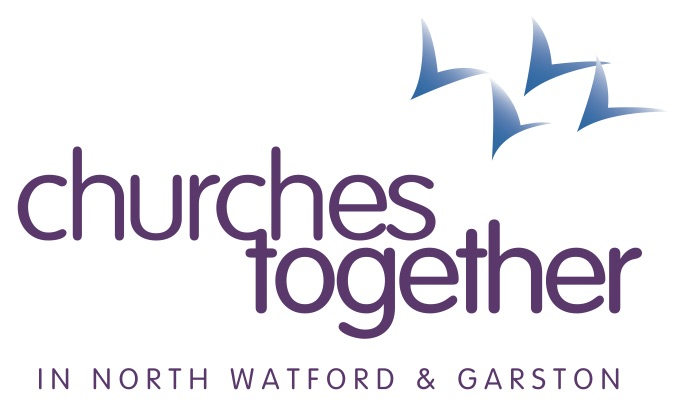 churches
together
IN NORTH WATFORD & GARSTON